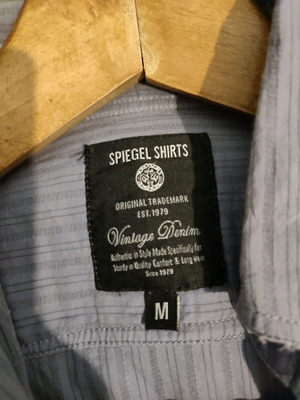 SPIEGEL SHIRTS
ORIGINAL TRADEMARK
EST. 1979
Vintage Denim
Authentic in Style Made Specifically for
Sturdy in Quality Comfort & Long Wear
Since 1979
M